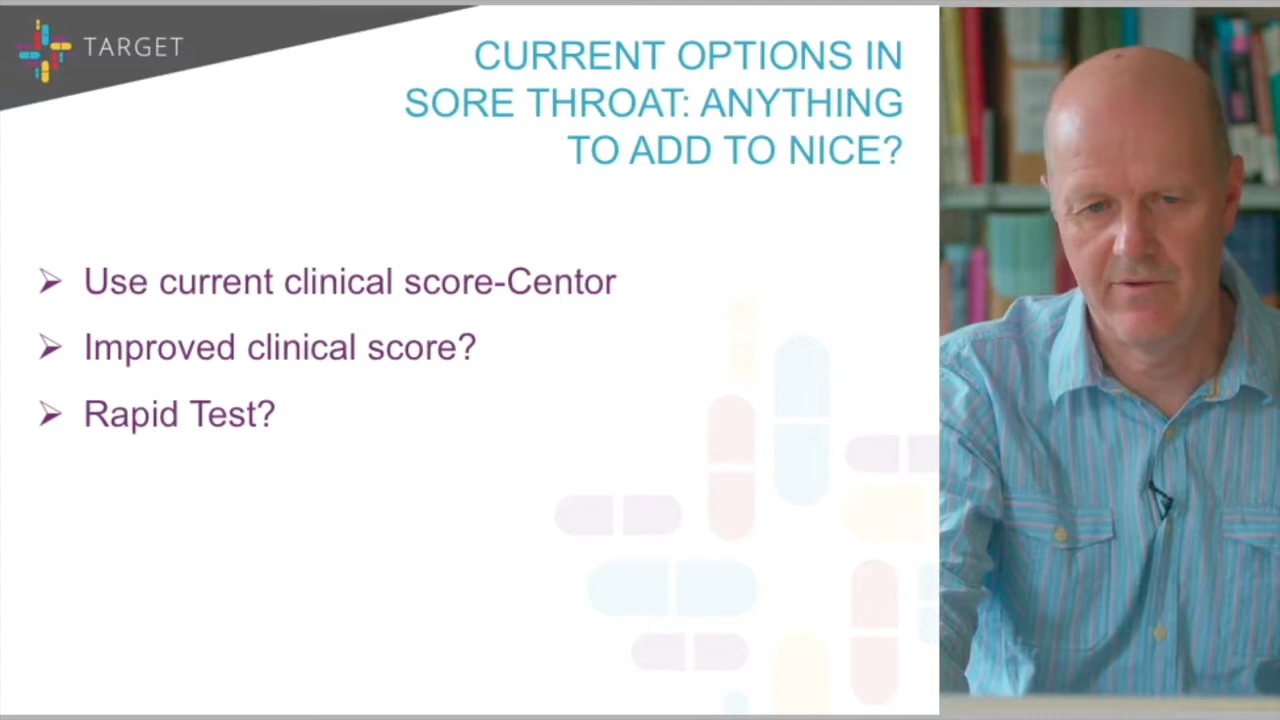 TARGET
CURRENT OPTIONS IN
SORE THROAT: ANYTHING
TO ADD TO NICE?
➢ Use current clinical score-Centor
➢ Improved clinical score?
➢ Rapid Test?